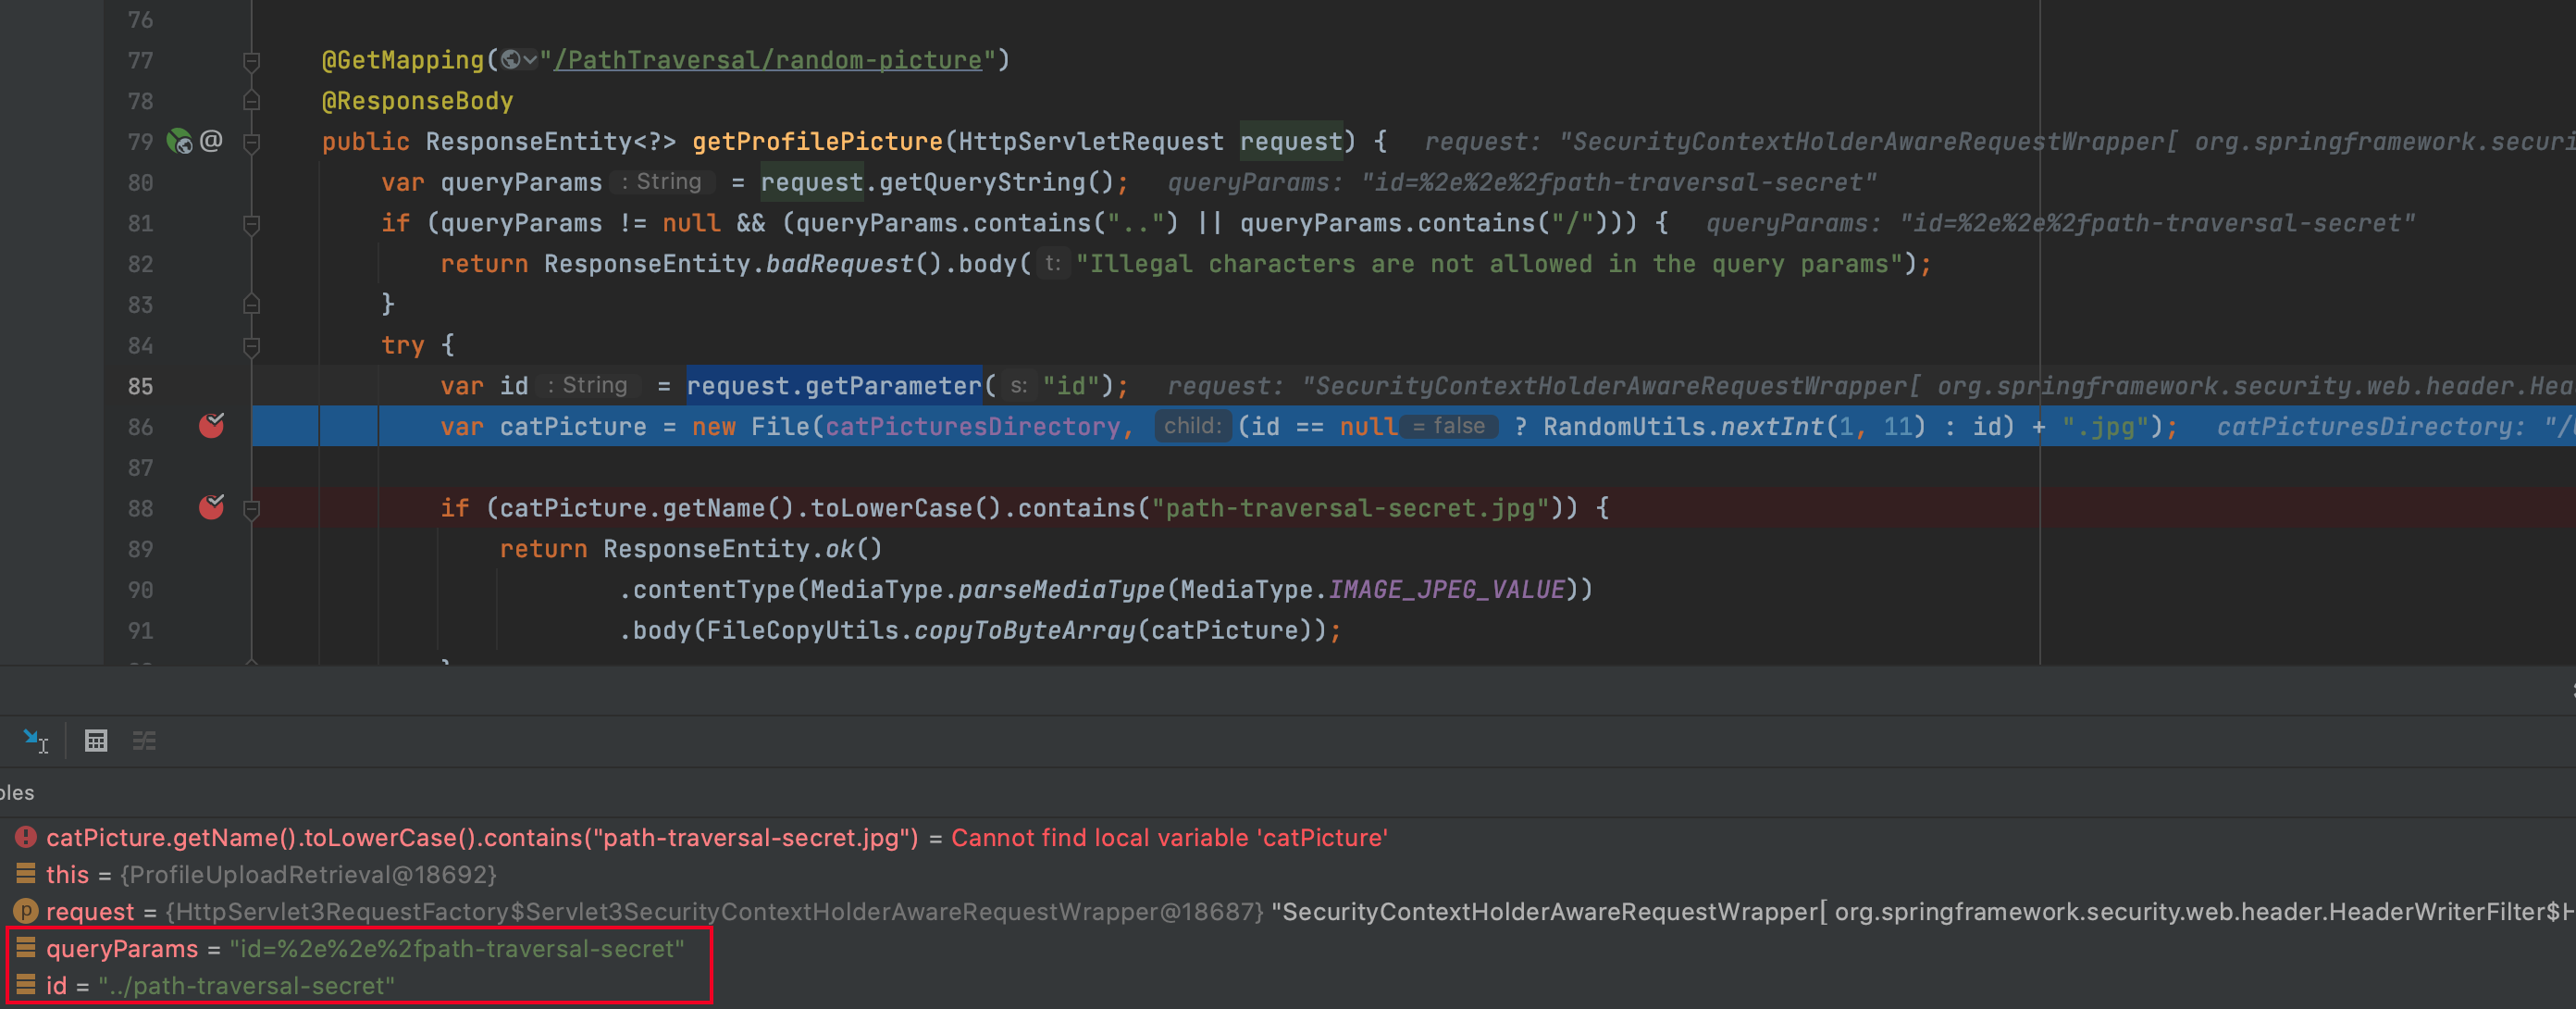 76
77 @GetMapping("/PathTraversal/random-picture")
78 @ResponseBody
79 @ public ResponseEntity<?> getProfilePicture(HttpServletRequest request) { request: "SecurityContextHolderAwareRequestWrapper[ org.springframework.securi
80 var queryParams : String = request.getQueryString(); queryParams: "id=%2e%2e%2fpath-traversal-secret"
81 if (queryParams != null && (queryParams.contains("..") || queryParams.contains("/"))) { queryParams: "id=%2e%2e%2fpath-traversal-secret"
82 return ResponseEntity.badRequest().body( t: "Illegal characters are not allowed in the query params");
83 }
84 try {
85 var id : String = request.getParameter( s: "id"); request: "SecurityContextHolderAwareRequestWrapper[ org.springframework.security.web.header.Hea
86 var catPicture = new File(catPicturesDirectory, child: (id == null = false ? RandomUtils.nextInt(1, 11) : id) + ".jpg"); catPicturesDirectory: "/
87
88 if (catPicture.getName().toLowerCase().contains("path-traversal-secret.jpg")) {
89 return ResponseEntity.ok()
90 .contentType(MediaType.parseMediaType(MediaType.IMAGE_JPEG_VALUE))
91 .body(FileCopyUtils.copyToByteArray(catPicture));
bles
catPicture.getName().toLowerCase().contains("path-traversal-secret.jpg") = Cannot find local variable 'catPicture'
this = {ProfileUploadRetrieval@18692}
request = {HttpServlet3RequestFactory$Servlet3SecurityContextHolderAwareRequestWrapper@18687} "SecurityContextHolderAwareRequestWrapper[ org.springframework.security.web.header.HeaderWriterFilter$H
queryParams = "id=%2e%2e%2fpath-traversal-secret"
id = "../path-traversal-secret"